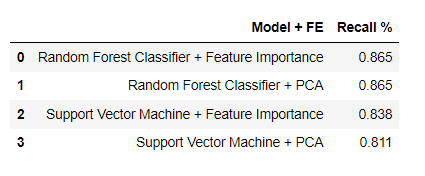 Model + FE Recall %
0 Random Forest Classifier + Feature Importance 0.865
1 Random Forest Classifier + PCA 0.865
2 Support Vector Machine + Feature Importance 0.838
3 Support Vector Machine + PCA 0.811